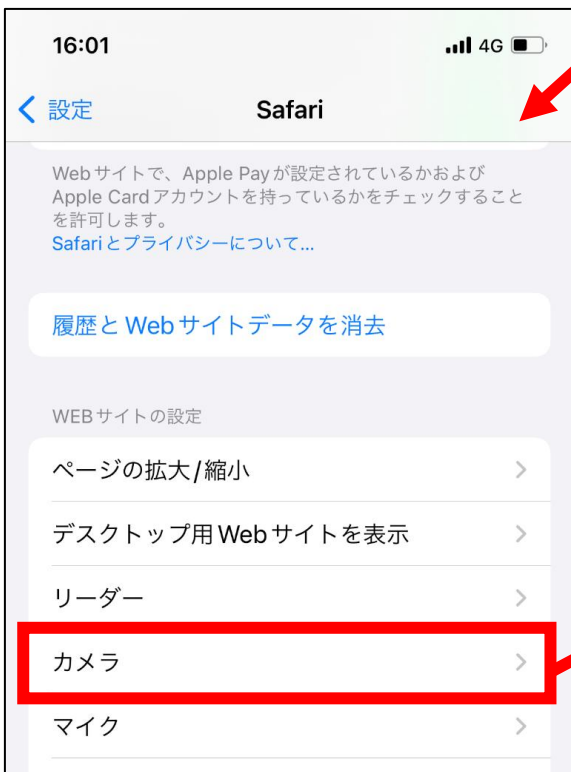 16:01
4G
設定
Safari
Webサイトで、Apple Payが設定されているかおよび
Apple Cardアカウントを持っているかをチェックすること
を許可します。
Safariとプライバシーについて...
履歴とWebサイトデータを消去
WEBサイトの設定
ページの拡大/縮小
デスクトップ用Webサイトを表示
リーダー
カメラ
マイク